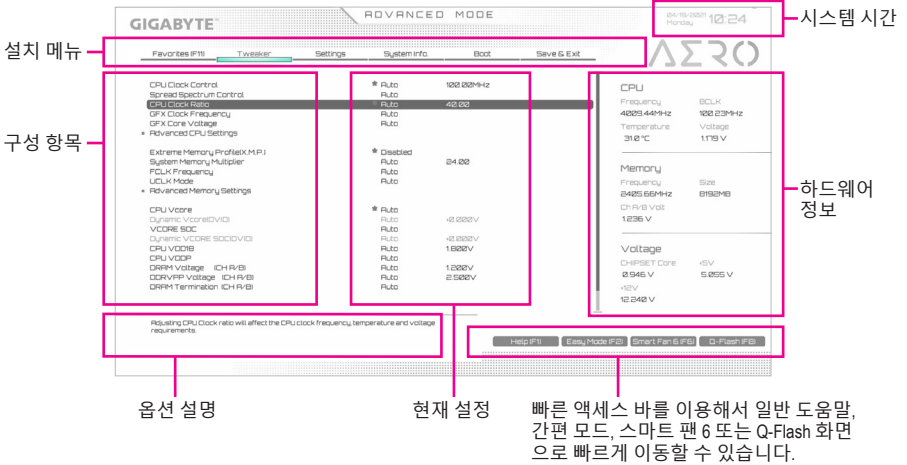 GIGABYTE
ADVANCED MODE
04/19/2021
Monday
10:24
시스템 시간
설치 메뉴
Favorites (F11)
Tweaker
Settings
System Info.
Boot
Save & Exit
AERO
구성 항목
CPU Clock Control
Auto
100.00MHz
Spread Spectrum Control
Auto
CPU Clock Ratio
Auto
40.00
GFX Clock Frequency
Auto
GFX Core Voltage
Auto
Advanced CPU Settings
Extreme Memory Profile(X.M.P.)
Disabled
System Memory Multiplier
Auto
24.00
FCLK Frequency
Auto
UCLK Mode
Auto
Advanced Memory Settings
CPU Vcore
Auto
Dynamic Vcore(DVID)
Auto
+0.000V
VCORE SOC
Auto
Dynamic VCORE SOC(DVID)
Auto
+0.000V
CPU VDD18
Auto
1.800V
CPU VDDP
Auto
DRAM Voltage (CH A/B)
Auto
1.200V
DDRVPP Voltage (CH A/B)
Auto
2.500V
DRAM Termination (CH A/B)
Auto
CPU
Frequency
BCLK
4009.44MHz
100.23MHz
Temperature
Voltage
31.0 °C
1.179 V
Memory
Frequency
Size
2405.66MHz
8192MB
Ch A/B Volt
1.236 V
Voltage
CHIPSET Core
+5V
0.946 V
5.055 V
+12V
12.240 V
하드웨어
정보
Adjusting CPU Clock ratio will affect the CPU clock frequency, temperature and voltage
requirements.
Help (F1)
Easy Mode (F2)
Smart Fan 6 (F6)
Q-Flash (F8)
옵션 설명
현재 설정
빠른 액세스 바를 이용해서 일반 도움말,
간편 모드, 스마트 팬 6 또는 Q-Flash 화면
으로 빠르게 이동할 수 있습니다.